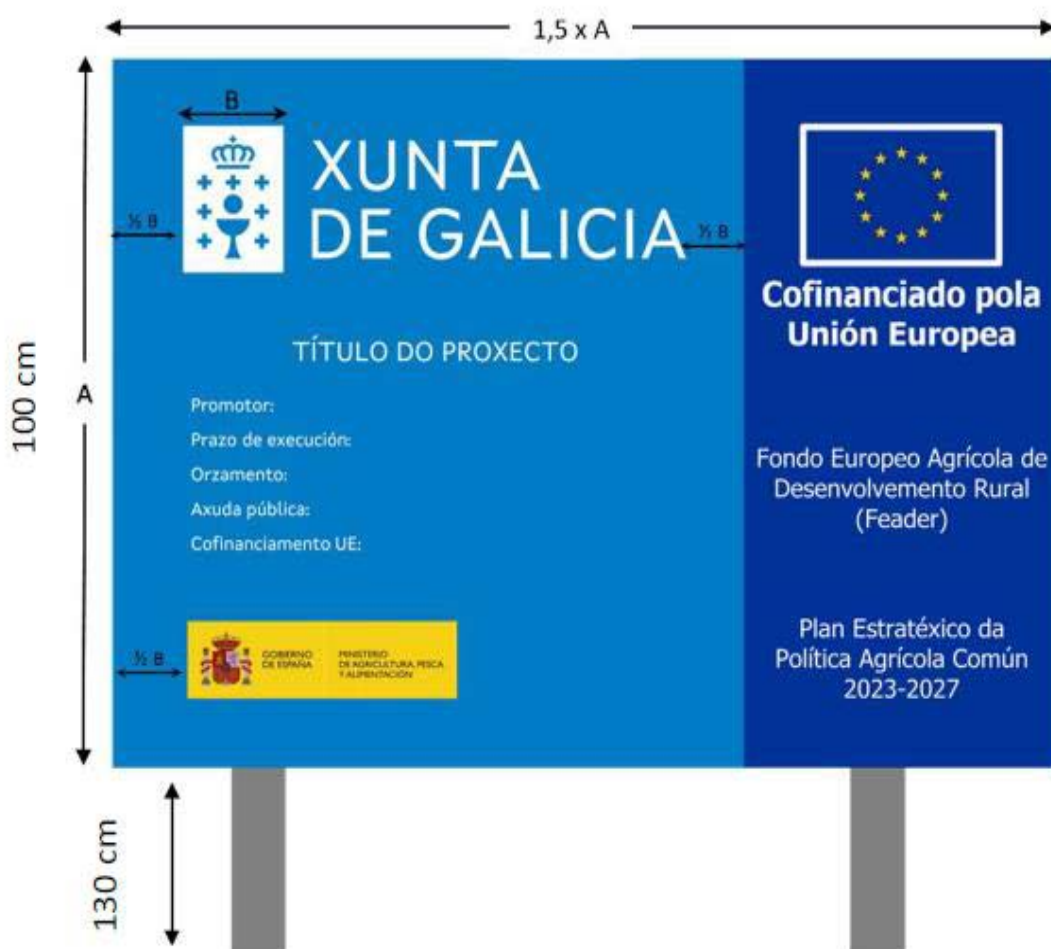 1,5 x A
B
XUNTA
DE GALICIA
½ B
½ B
Cofinanciado pola
Unión Europea
100 cm
A
TÍTULO DO PROXECTO
Promotor:
Prazo de execución:
Orzamento:
Axuda pública:
Cofinanciamento UE:
Fondo Europeo Agrícola de
Desenvolvemento Rural
(Feader)
½ B
GOBIERNO
DE ESPAÑA
MINISTERIO
DE AGRICULTURA, PESCA
Y ALIMENTACIÓN
Plan Estratéxico da
Política Agrícola Común
2023-2027
130 cm